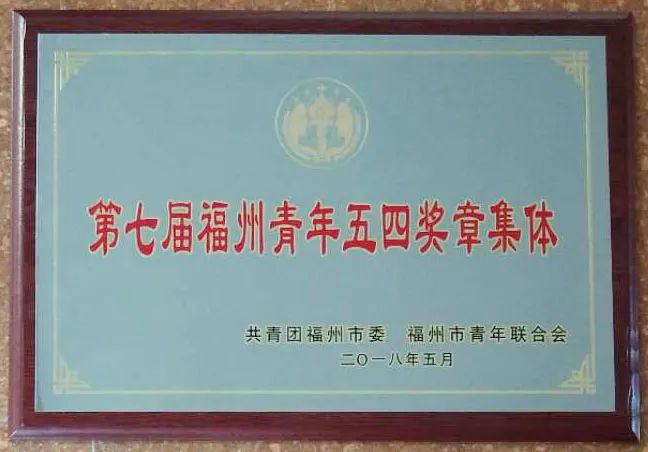 第七届福州青年五四奖章集体
共青团福州市委 福州市青年联合会
二〇一八年五月